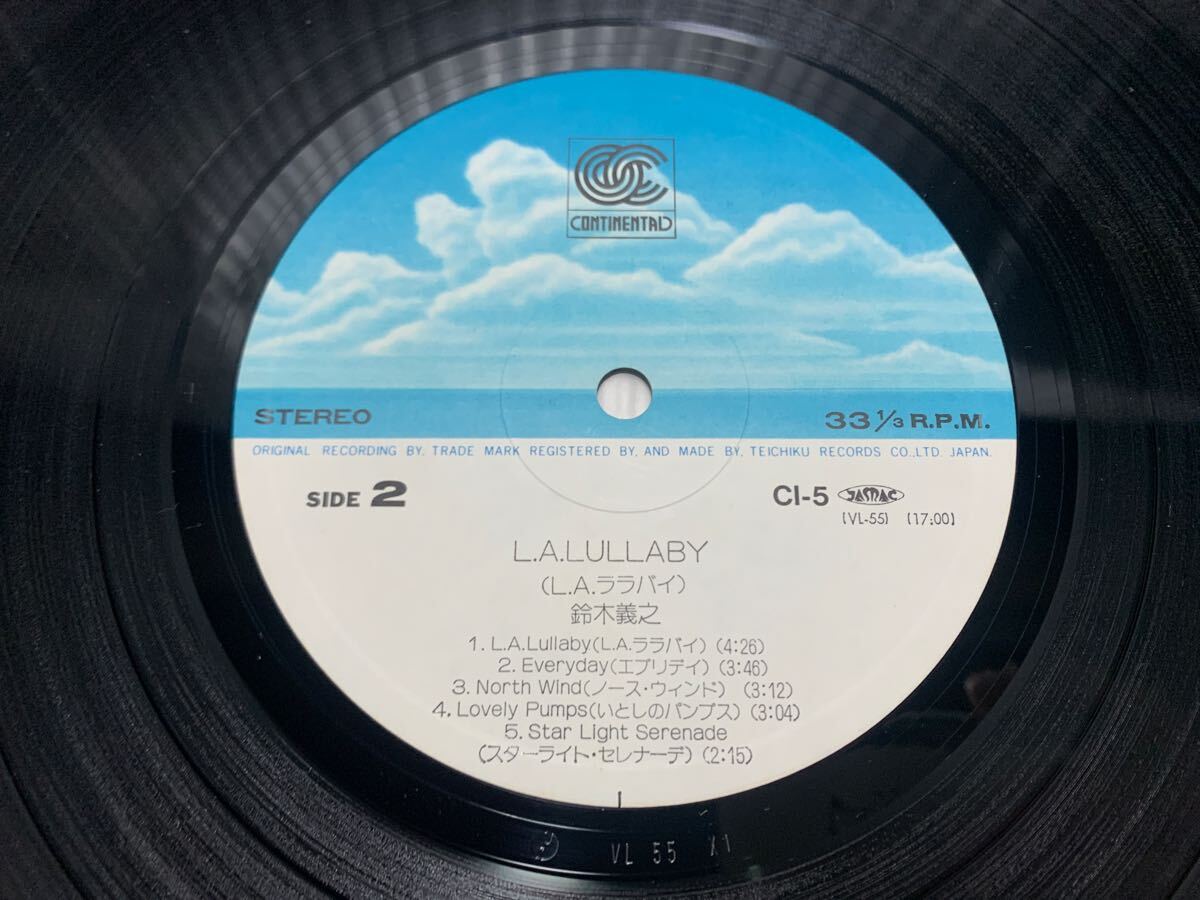 CONTINENTAL
STEREO
33 1/3 R.P.M.
ORIGINAL RECORDING BY, TRADE MARK REGISTERED BY, AND MADE BY, TEICHIKU RECORDS CO.,LTD. JAPAN.
SIDE 2
CI-5 JASRAC
(VL-55) (17:00)
L.A.LULLABY
(L.A.ララバイ)
鈴木義之
1. L.A.Lullaby(L.A.ララバイ) (4:26)
2. Everyday(エブリデイ) (3:46)
3. North Wind(ノース・ウィンド) (3:12)
4. Lovely Pumps(いとしのパンプス) (3:04)
5. Star Light Serenade
(スターライト・セレナーデ) (2:15)
VL 55 X1